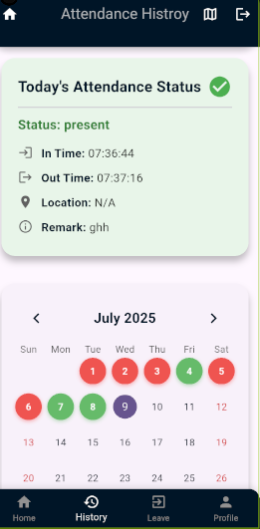 Attendance Histroy
Today's Attendance Status
Status: present
In Time: 07:36:44
Out Time: 07:37:16
Location: N/A
Remark: ghh
July 2025
Sun Mon Tue Wed Thu Fri Sat
1 2 3 4 5
6 7 8 9 10 11 12
13 14 15 16 17 18 19
20 21 22 23 24 25 26
Home History Leave Profile